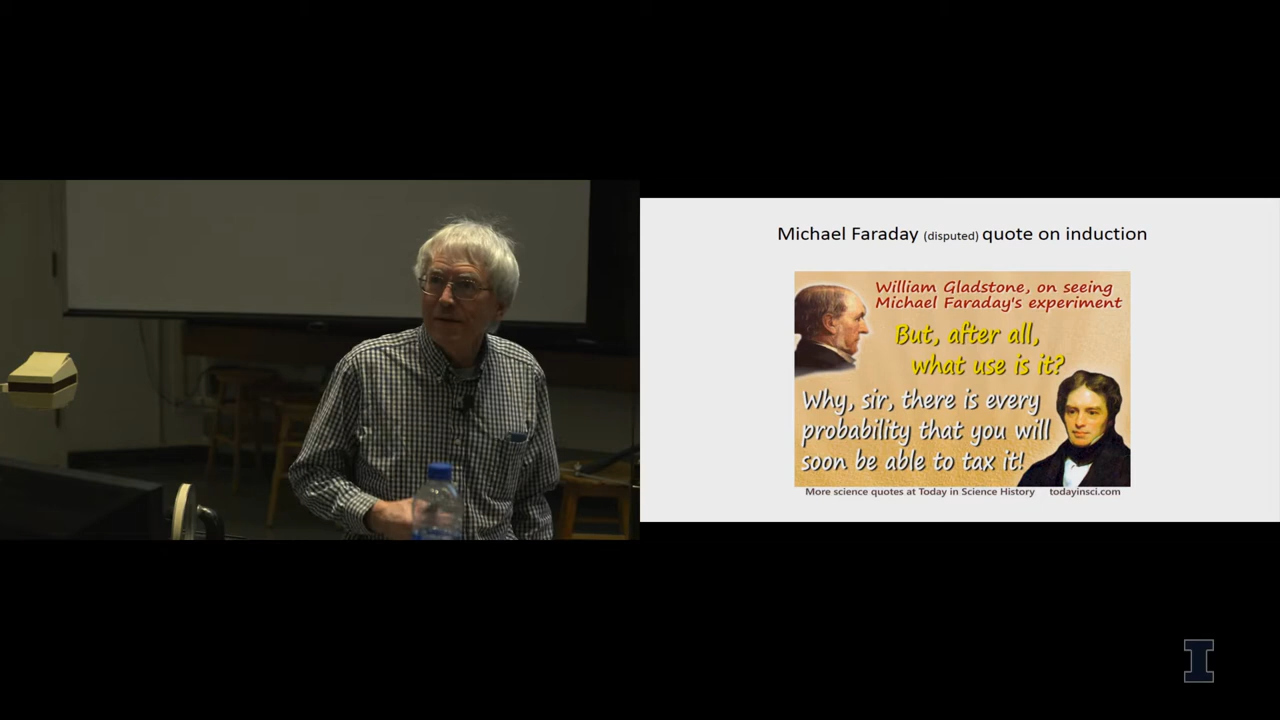 Michael Faraday (disputed) quote on induction
William Gladstone, on seeing
Michael Faraday's experiment
But, after all,
what use is it?
Why, sir, there is every
probability that you will
soon be able to tax it!
More science quotes at Today in Science History todayinsci.com
I